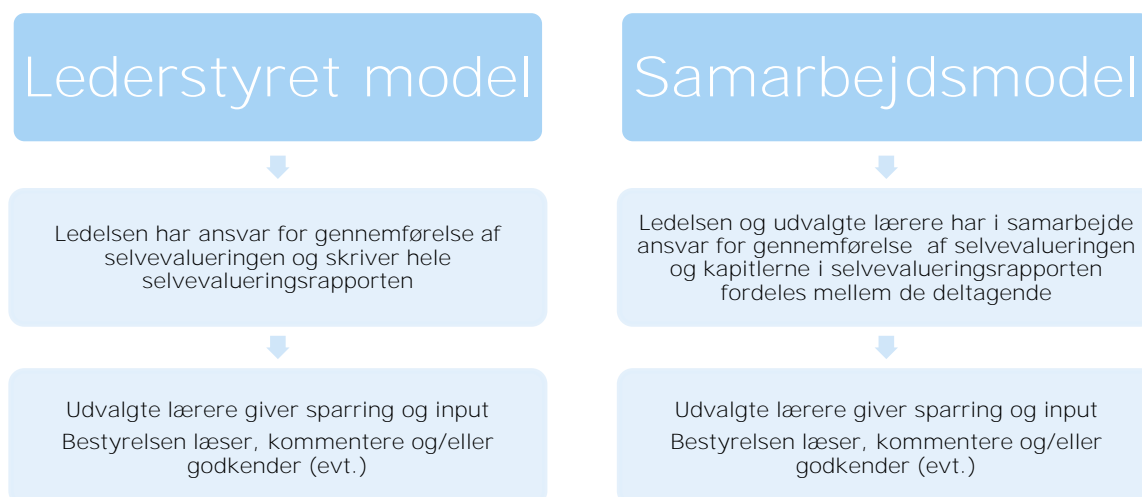 Lederstyret model
Ledelsen har ansvar for gennemførelse af
selvevalueringen og skriver hele
selvevalueringsrapporten
Udvalgte lærere giver sparring og input
Bestyrelsen læser, kommentere og/eller
godkender (evt.)
Samarbejdsmodel
Ledelsen og udvalgte lærere har i samarbejde
ansvar for gennemførelse af selvevalueringen
og kapitlerne i selvevalueringsrapporten
fordeles mellem de deltagende
Udvalgte lærere giver sparring og input
Bestyrelsen læser, kommentere og/eller
godkender (evt.)